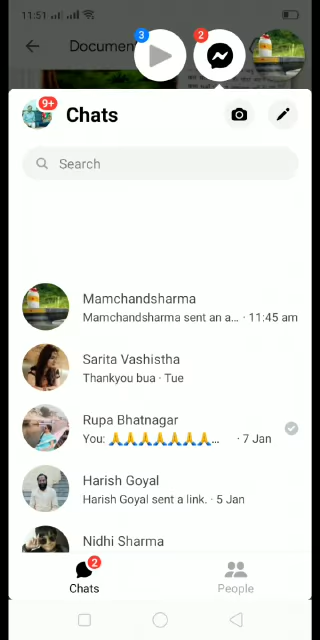 11:51
Document
3
2
9+
Chats
Search
Mamchandsharma
Mamchandsharma sent an a... · 11:45 am
Sarita Vashistha
Thankyou bua · Tue
Rupa Bhatnagar
You: 🙏🙏🙏🙏🙏🙏🙏... · 7 Jan
Harish Goyal
Harish Goyal sent a link. · 5 Jan
Nidhi Sharma
2
Chats
People